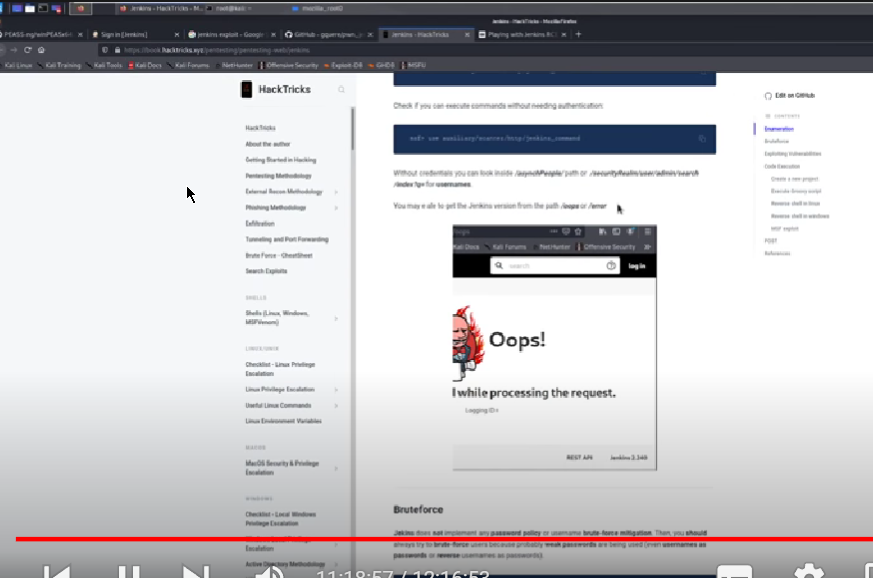 Jenkins - HackTricks - M...
root@kali:~
mozilla_root0
Jenkins - HackTricks - Mozilla Firefox
Sign in [Jenkins]
jenkins exploit - Google
GitHub - gquere/pwn_je
Jenkins - HackTricks
Playing with Jenkins RCE
https://book.hacktricks.xyz/pentesting/pentesting-web/jenkins
Kali Linux
Kali Training
Kali Tools
Kali Docs
Kali Forums
NetHunter
Offensive Security
Exploit-DB
GHDB
MSFU
HackTricks
HackTricks
About the author
Getting Started in Hacking
Pentesting Methodology
External Recon Methodology
Phishing Methodology
Exfiltration
Tunneling and Port Forwarding
Brute Force - CheatSheet
Search Exploits
SHELLS
Shells (Linux, Windows,
MSFVenom)
LINUX/UNIX
Checklist - Linux Privilege
Escalation
Linux Privilege Escalation
Useful Linux Commands
Linux Environment Variables
MACOS
MacOS Security & Privilege
Escalation
WINDOWS
Checklist - Local Windows
Privilege Escalation
Escalation
Active Directory Methodology
Check if you can execute commands without needing authentication:
msf> use auxiliary/scanner/http/jenkins_command
Without credentials you can look inside /asynchPeople/ path or /securityRealm/user/admin/search
/index?q= for usernames.
You may e able to get the Jenkins version from the path /oops or /error
Kali Docs
Kali Forums
NetHunter
Offensive Security
search
log in
Oops!
while processing the request.
Logging ID=
REST API
Jenkins 2.240
Bruteforce
Jekins does not implement any password policy or username brute-force mitigation. Then, you should
always try to brute-force users because probably weak passwords are being used (even usernames as
passwords or reverse usernames as passwords).
Edit on GitHub
CONTENTS
Enumeration
Bruteforce
Exploiting Vulnerabilities
Code Execution
Create a new project
Execute Groovy script
Reverse shell in linux
Reverse shell in windows
MSF exploit
POST
References
11:18:57 / 12:16:53